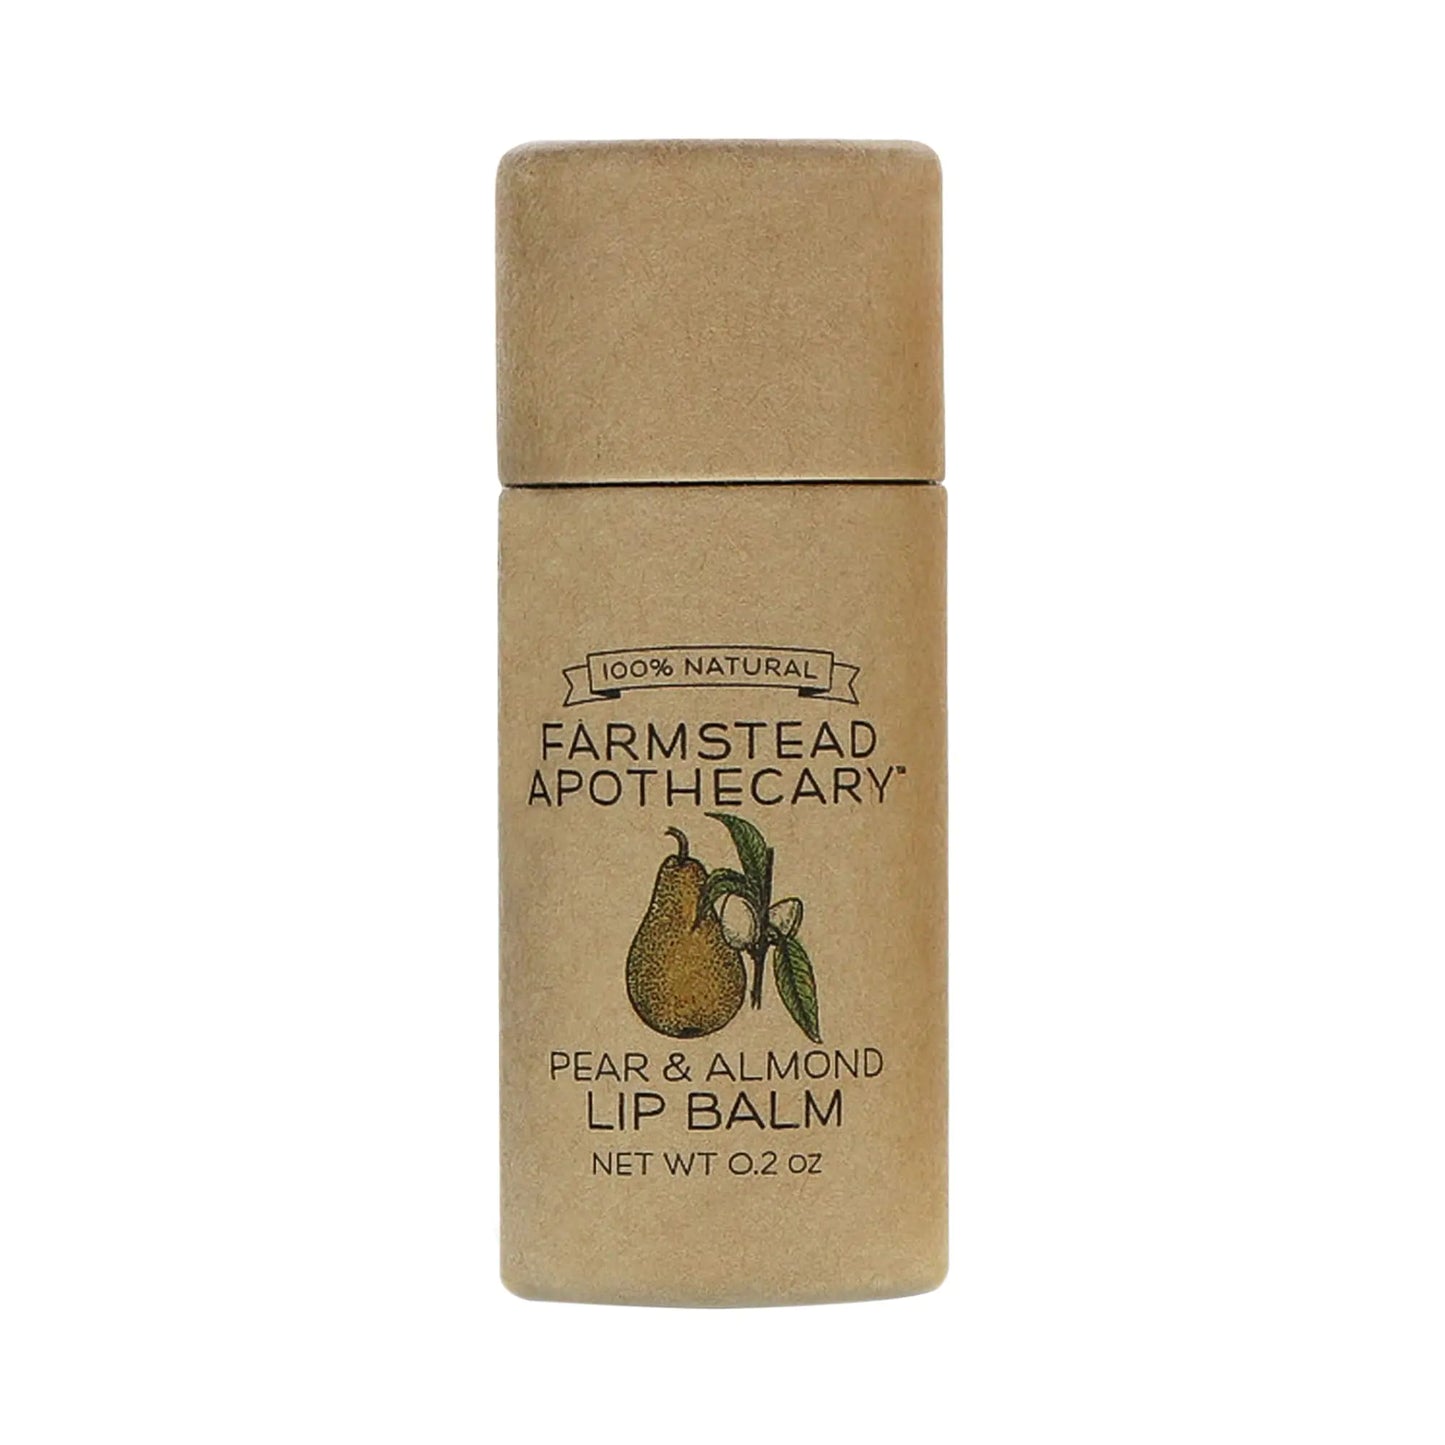 100% NATURAL
FARMSTEAD
APOTHECARY™
PEAR & ALMOND
LIP BALM
NET WT 0.2 OZ